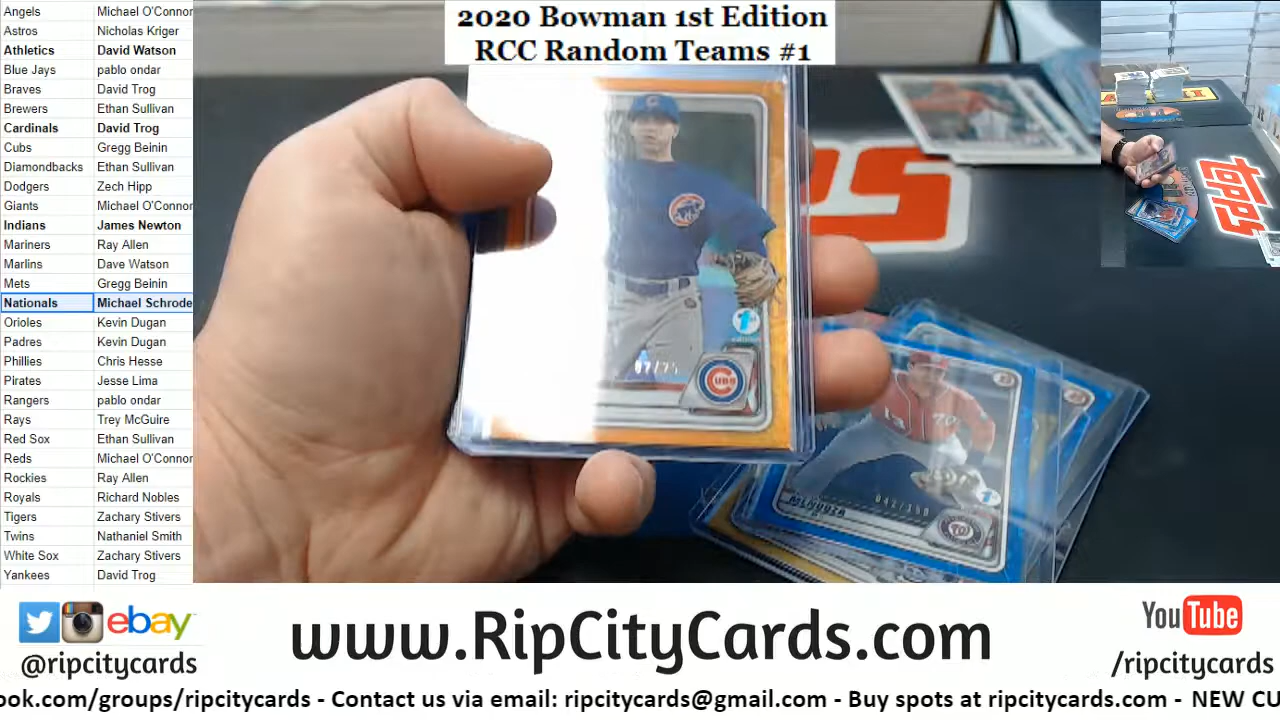 2020 Bowman 1st Edition
RCC Random Teams #1
Angels Michael O'Connor
Astros Nicholas Kriger
Athletics David Watson
Blue Jays pablo ondar
Braves David Trog
Brewers Ethan Sullivan
Cardinals David Trog
Cubs Gregg Beinin
Diamondbacks Ethan Sullivan
Dodgers Zech Hipp
Giants Michael O'Connor
Indians James Newton
Mariners Ray Allen
Marlins Dave Watson
Mets Gregg Beinin
Nationals Michael Schrode
Orioles Kevin Dugan
Padres Kevin Dugan
Phillies Chris Hesse
Pirates Jesse Lima
Rangers pablo ondar
Rays Trey McGuire
Red Sox Ethan Sullivan
Reds Michael O'Connor
Rockies Ray Allen
Royals Richard Nobles
Tigers Zachary Stivers
Twins Nathaniel Smith
White Sox Zachary Stivers
Yankees David Trog
1st
07/25
CUBS
PS
topps
ebay
@ripcitycards
www.RipCityCards.com
YouTube
/ripcitycards
ook.com/groups/ripcitycards - Contact us via email: ripcitycards@gmail.com - Buy spots at ripcitycards.com - NEW CU